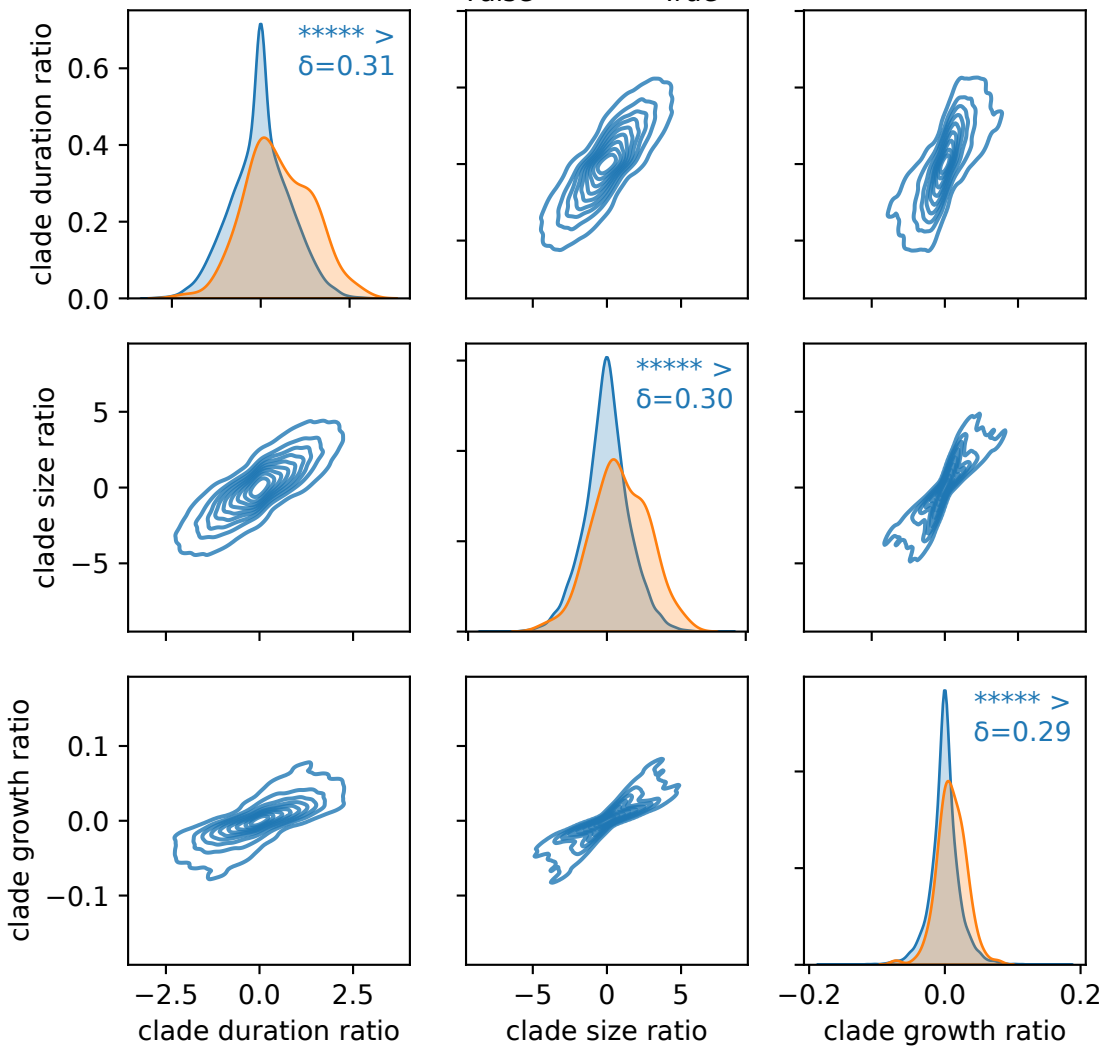 False True
clade duration ratio
0.6
0.4
0.2
0.0
***** >
δ=0.31
clade size ratio
5
0
−5
***** >
δ=0.30
clade growth ratio
0.1
0.0
−0.1
***** >
δ=0.29
−2.5 0.0 2.5
−5 0 5
−0.2 0.0 0.2
clade duration ratio
clade size ratio
clade growth ratio